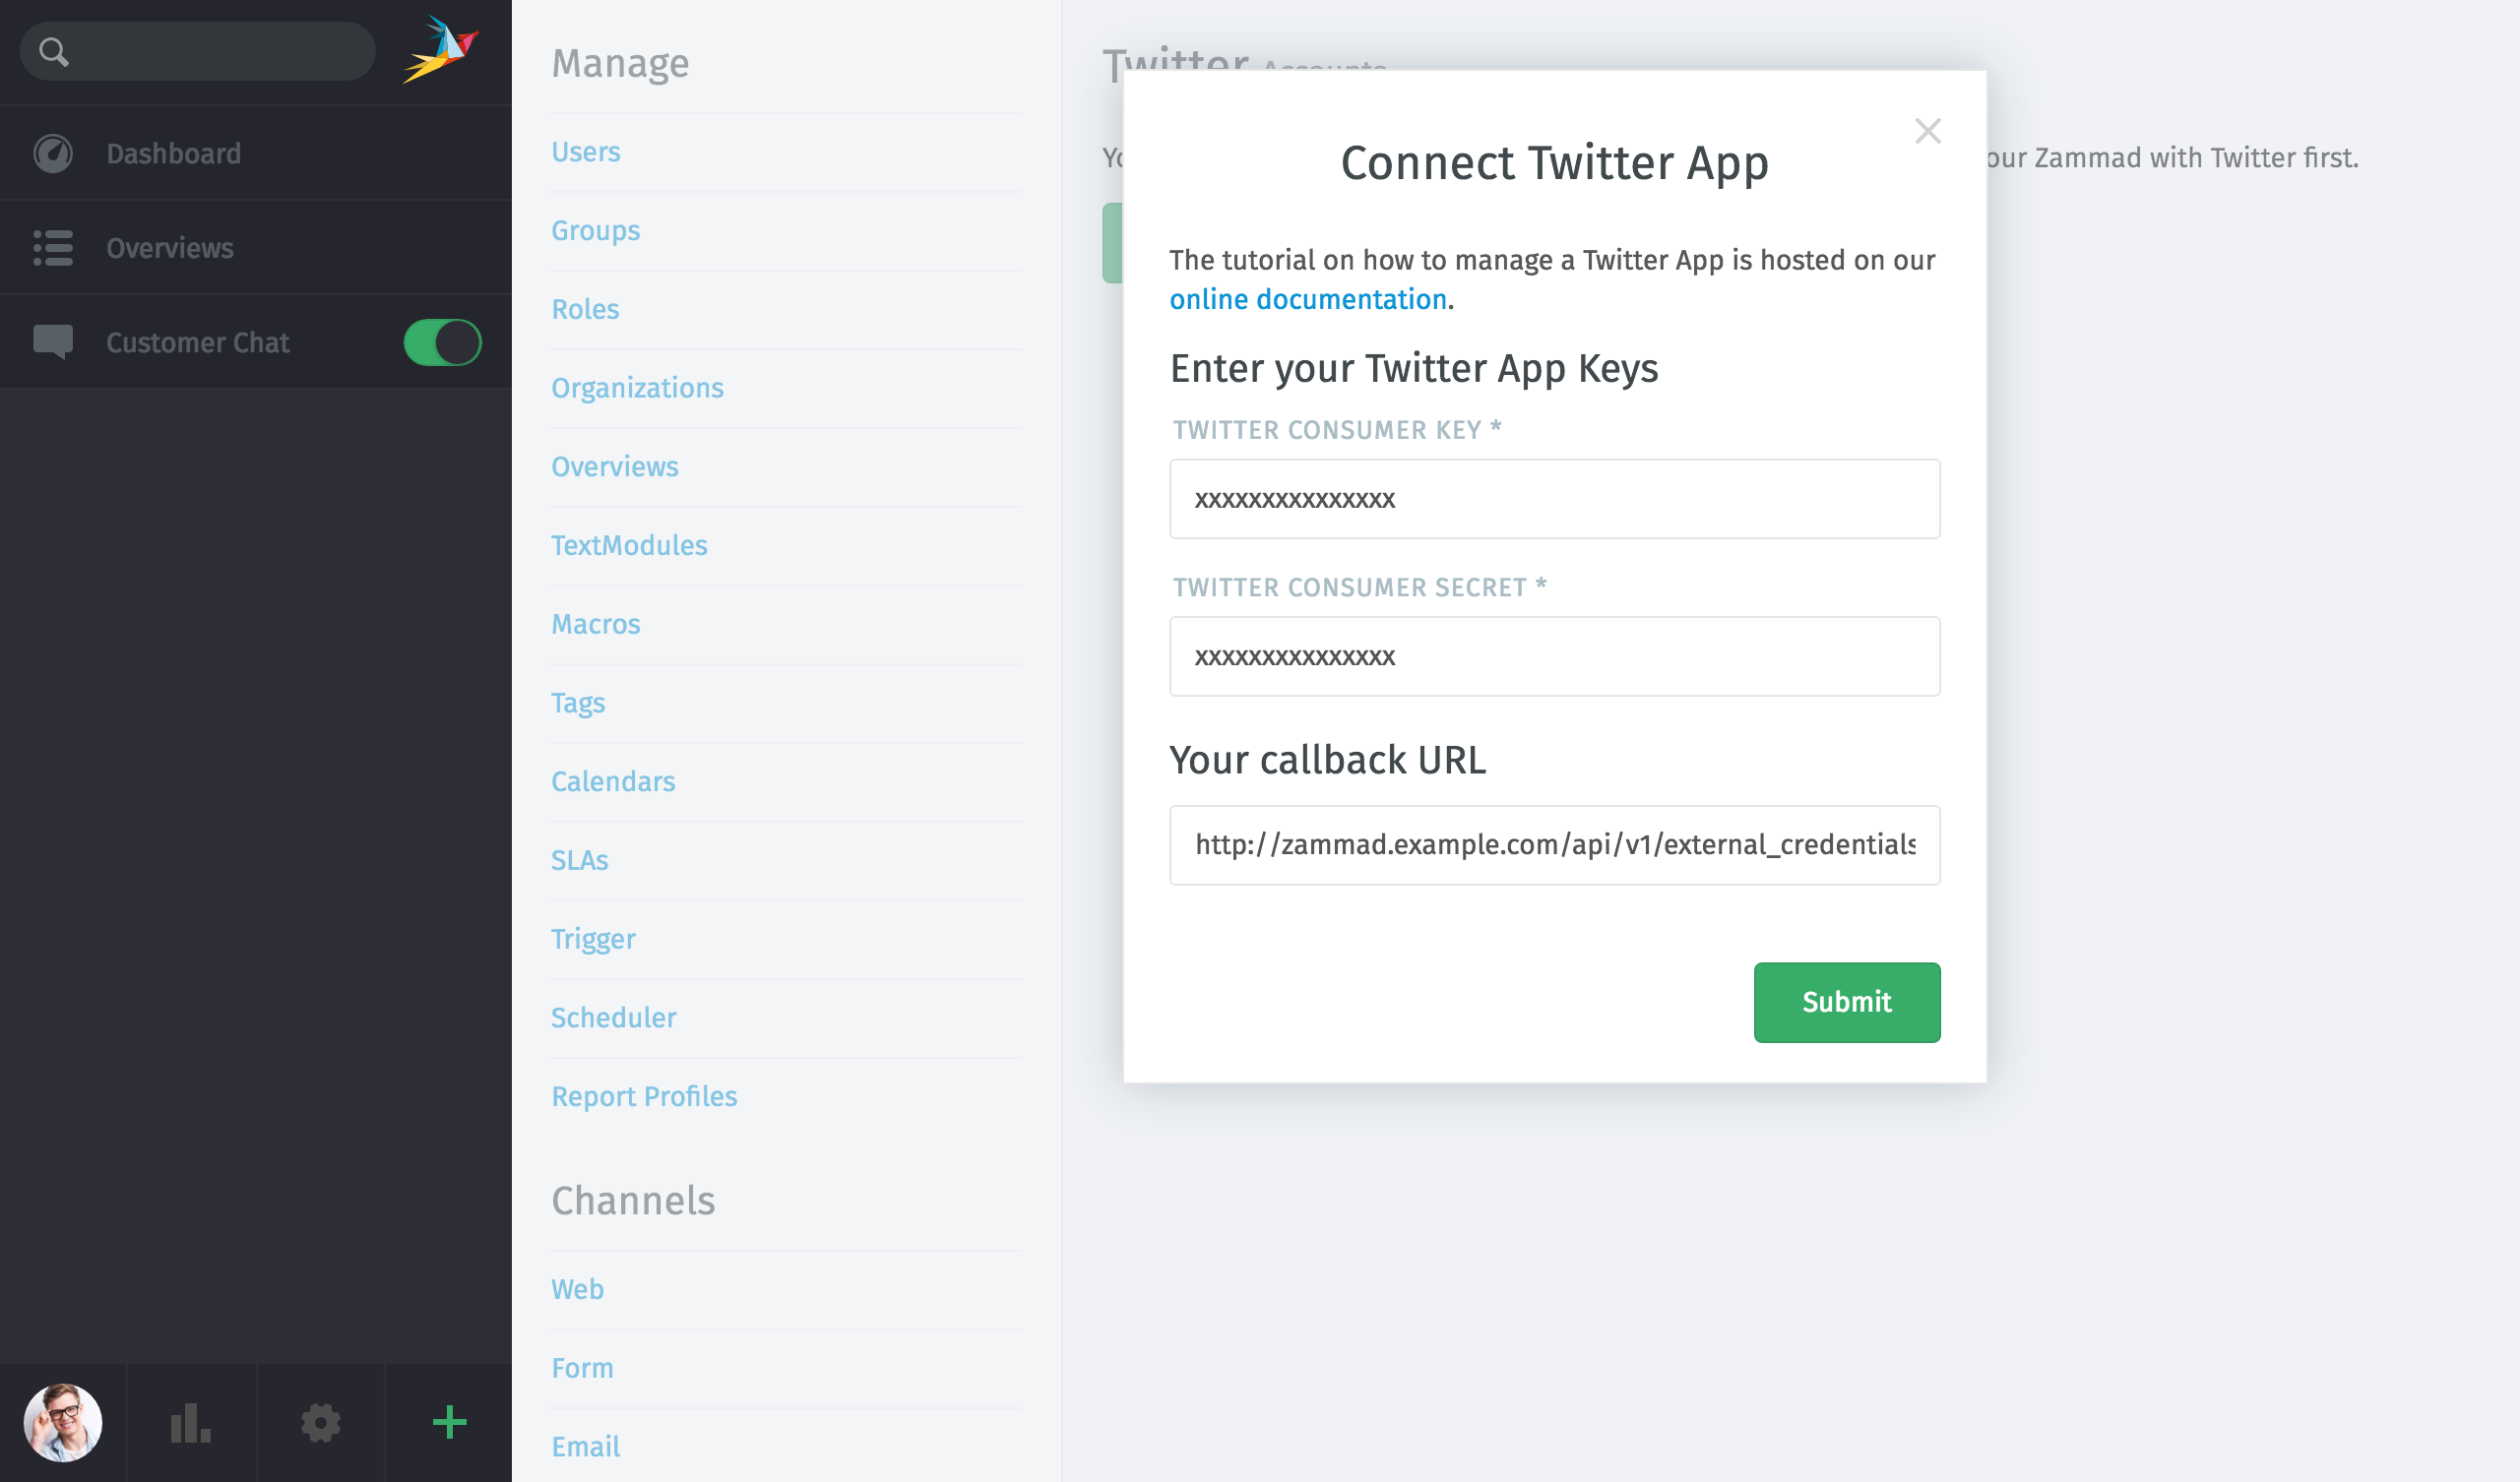 Dashboard
Overviews
Customer Chat
Manage
Users
Groups
Roles
Organizations
Overviews
TextModules
Macros
Tags
Calendars
SLAs
Trigger
Scheduler
Report Profiles
Channels
Web
Form
Email
Twitter Accounts
our Zammad with Twitter first.
Connect Twitter App
The tutorial on how to manage a Twitter App is hosted on our
online documentation.
Enter your Twitter App Keys
TWITTER CONSUMER KEY *
xxxxxxxxxxxxxxx
TWITTER CONSUMER SECRET *
xxxxxxxxxxxxxxx
Your callback URL
http://zammad.example.com/api/v1/external_credentials
Submit